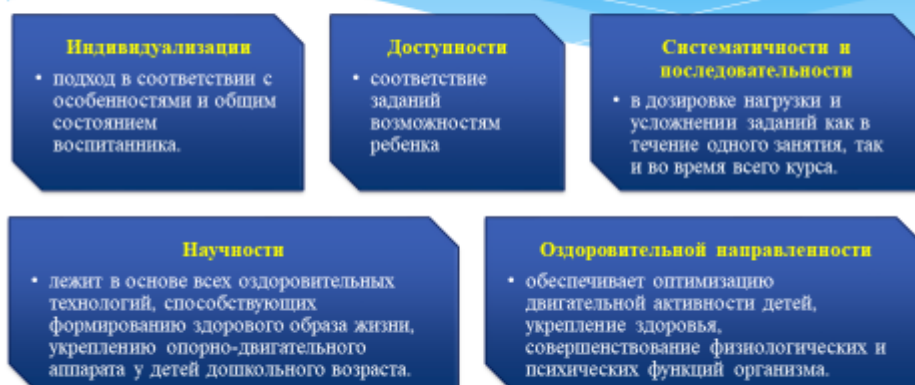 Индивидуализации
• подход в соответствии с
особенностями и общим
состоянием
воспитанника.
Доступности
• соответствие
заданий
возможностям
ребенка
Систематичности и
последовательности
• в дозировке нагрузки и
усложнении заданий как в
течение одного занятия, так
и во время всего курса.
Научности
• лежит в основе всех оздоровительных
технологий, способствующих
формированию здорового образа жизни,
укреплению опорно-двигательного
аппарата у детей дошкольного возраста.
Оздоровительной направленности
• обеспечивает оптимизацию
двигательной активности детей,
укрепление здоровья,
совершенствование физиологических и
психических функций организма.